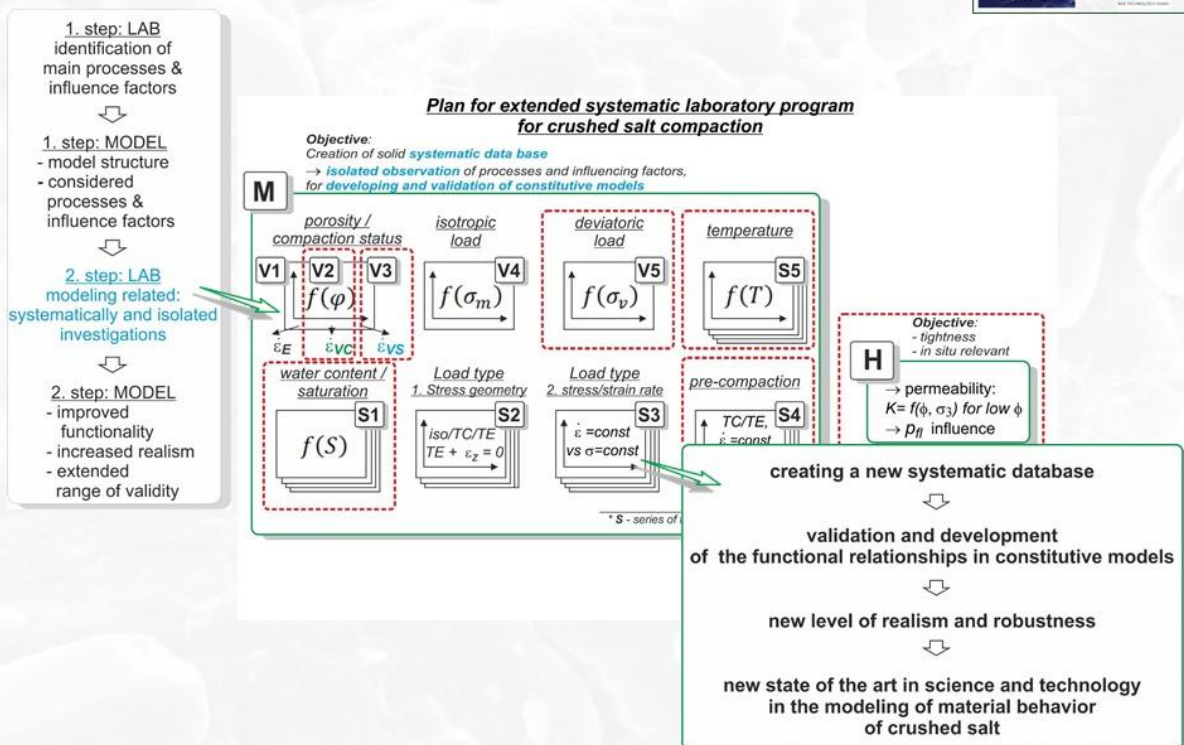 1. step: LAB
identification of
main processes &
influence factors
1. step: MODEL
- model structure
- considered
processes &
influence factors
2. step: LAB
modeling related:
systematically and isolated
investigations
2. step: MODEL
- improved
functionality
- increased realism
- extended
range of validity
Plan for extended systematic laboratory program
for crushed salt compaction
Objective:
Creation of solid systematic data base
→ isolated observation of processes and influencing factors,
for developing and validation of constitutive models
M
porosity /
compaction status
V1
V2
V3
f(φ)
ε̇E
ε̇VC
ε̇VS
isotropic
load
V4
f(σm)
deviatoric
load
V5
f(σv)
temperature
S5
f(T)
water content /
saturation
S1
f(S)
Load type
1. Stress geometry
S2
iso/TC/TE
TE + εz = 0
Load type
2. stress/strain rate
S3
ε̇ =const
vs σ=const
pre-compaction
S4
TC/TE,
ε̇ =const
* S - series of
Objective:
- tightness
- in situ relevant
H
→ permeability:
K= f(ϕ, σ3) for low ϕ
→ pfl influence
creating a new systematic database
validation and development
of the functional relationships in constitutive models
new level of realism and robustness
new state of the art in science and technology
in the modeling of material behavior
of crushed salt